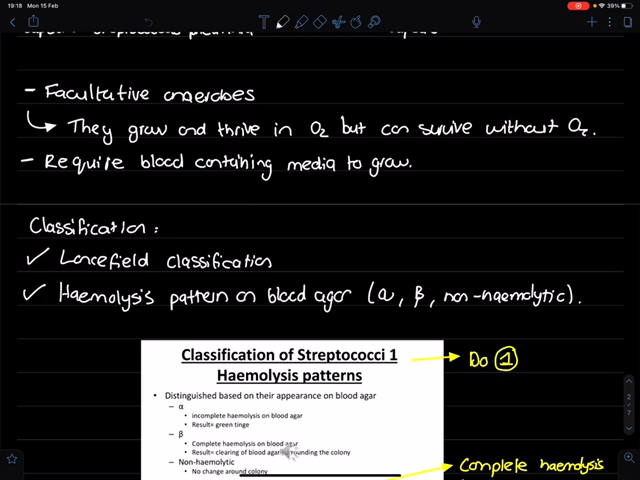 19:18 Mon 15 Feb
39%
- Facultative anaerobes
They grow and thrive in O₂ but can survive without O₂.
- Require blood containing media to grow.
Classification:
✓ Lancefield classification
✓ Haemolysis pattern on blood agar (α, β, non-haemolytic).
Classification of Streptococci 1
Haemolysis patterns
Do ①
• Distinguished based on their appearance on blood agar
– α
• incomplete haemolysis on blood agar
• Result= green tinge
– β
• Complete haemolysis on blood agar
• Result= clearing of blood agar surrounding the colony
– Non-haemolytic
• No change around colony
Complete haemolysis
2
7